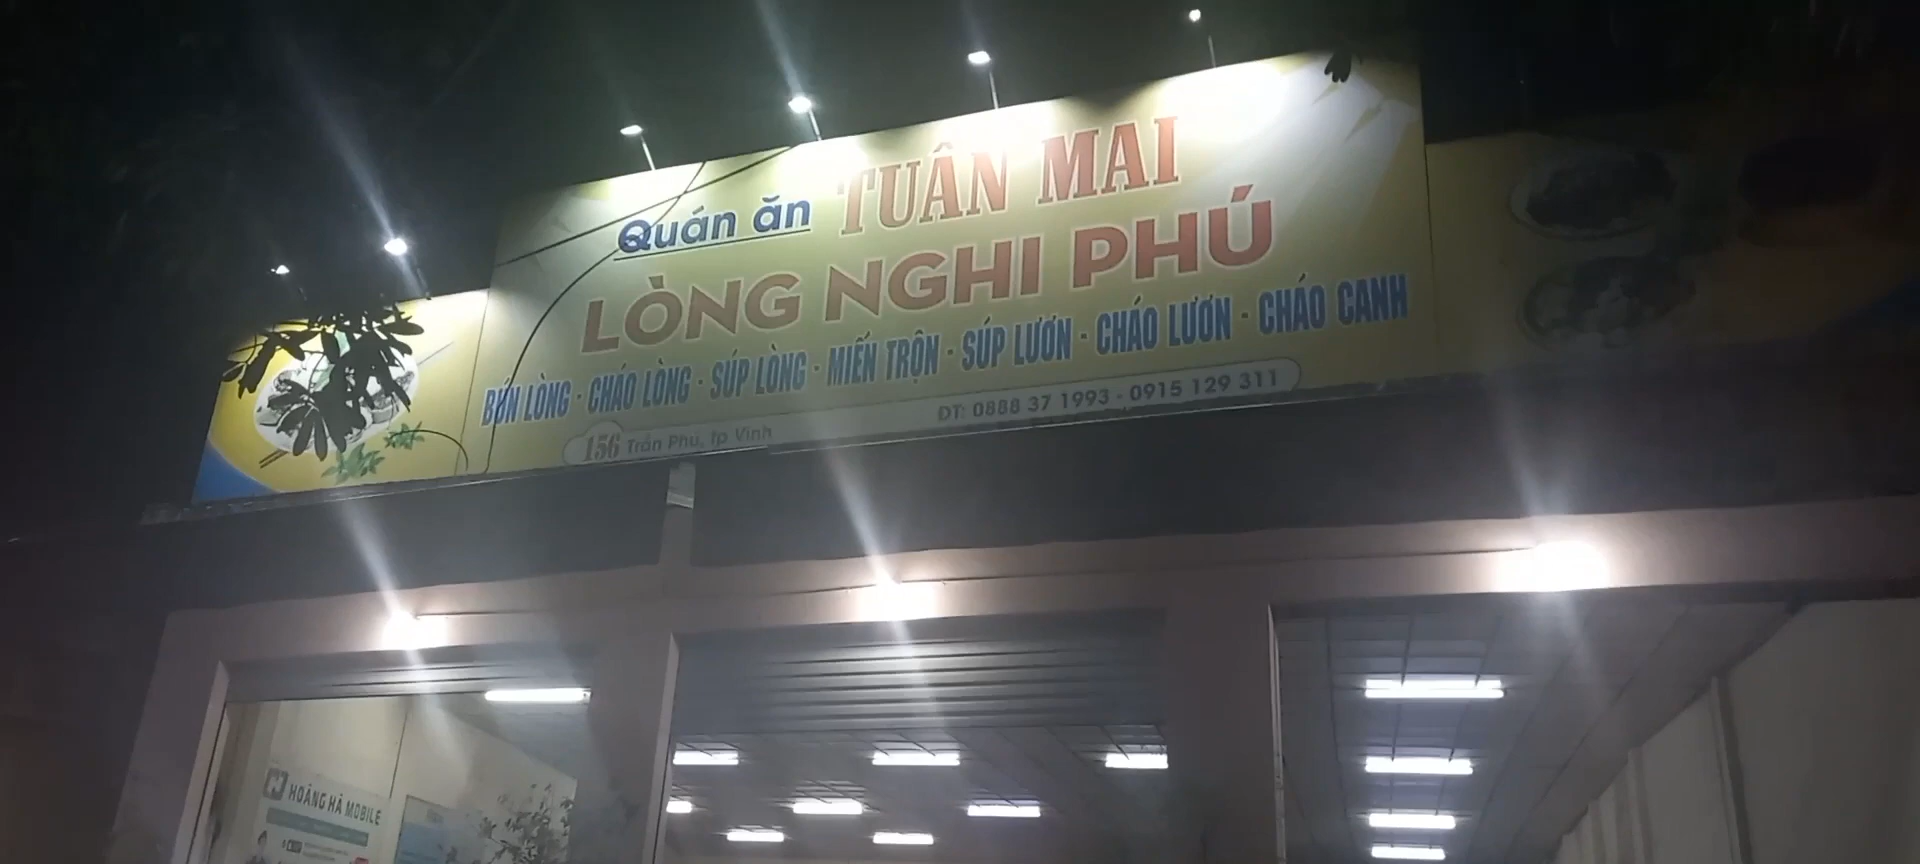 Quán ăn TUẤN MAI
LÒNG NGHI PHÚ
BÚN LÒNG · CHÁO LÒNG · SÚP LÒNG · MIẾN TRỘN · SÚP LƯƠN · CHÁO LƯƠN · CHÁO CANH
ĐT: 0888 37 1993 - 0915 129 311
156 Trần Phú, tp Vinh
HOÀNG HÀ MOBILE